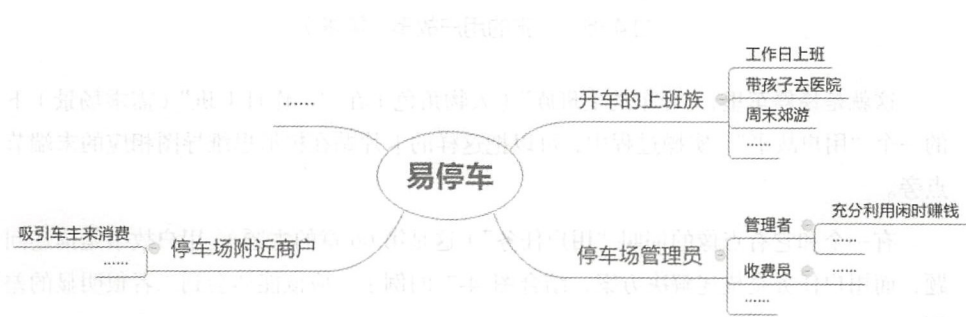 易停车
开车的上班族
工作日上班
带孩子去医院
周末郊游
......
停车场管理员
管理者
充分利用闲时赚钱
......
收费员
......
......
停车场附近商户
吸引车主来消费
......
......